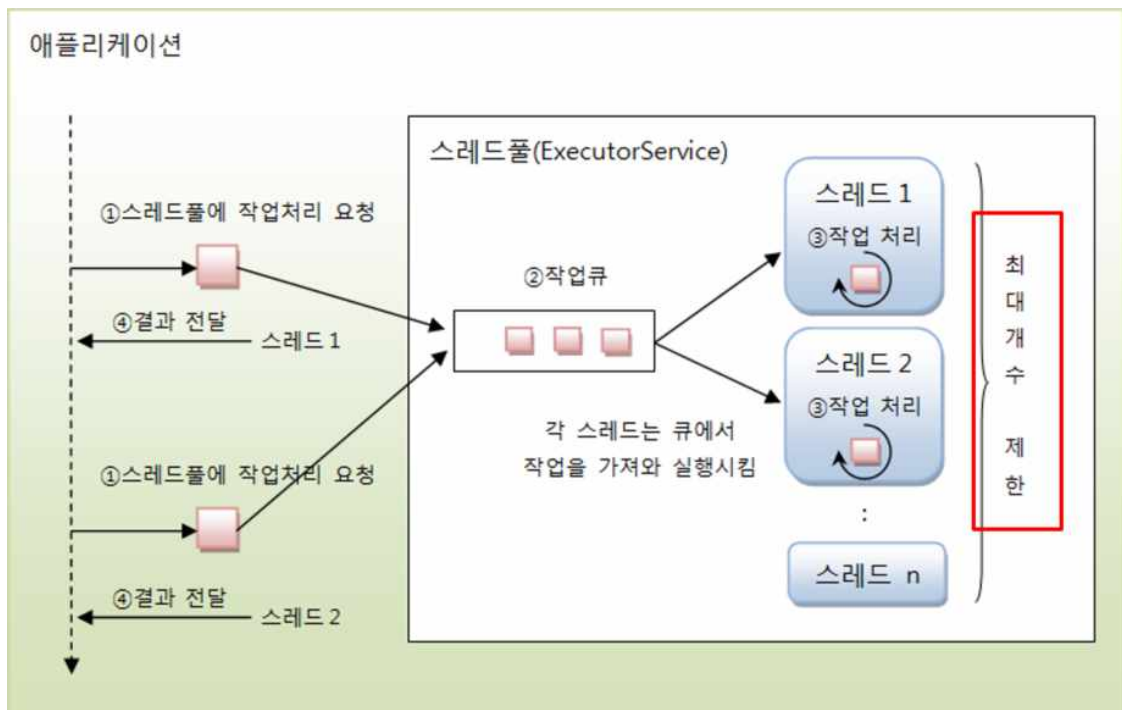 애플리케이션
스레드풀(ExecutorService)
①스레드풀에 작업처리 요청
④결과 전달
스레드 1
①스레드풀에 작업처리 요청
④결과 전달
스레드 2
②작업큐
각 스레드는 큐에서
작업을 가져와 실행시킴
스레드 1
③작업 처리
스레드 2
③작업 처리
:
스레드 n
최
대
개
수
제
한